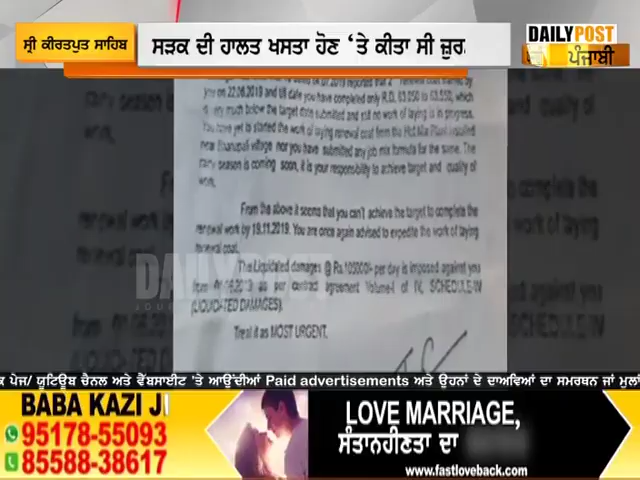 ਸ੍ਰੀ ਕੀਰਤਪੁਤ ਸਾਹਿਬ
ਸੜਕ ਦੀ ਹਾਲਤ ਖਸਤਾ ਹੋਣ ‘ਤੇ ਕੀਤਾ ਸੀ ਜ਼ੁਰ
DAILY POST
ਪੰਜਾਬੀ
you on 22.06.2019 and till date you have completed only R.D. 63.050 to 63.550, which
very much below the target date submitted and still no work of laying is in progress.
You have yet to started the work of laying renewal coat from the Hot Mix Plant
near village nor you have submitted any job mix formula for the same. The
rainy season is coming soon, it is your responsibility to achieve target and quality of
work.
From the above it seems that you can't achieve the target to complete the
renewal work by 19.11.2019. You are once again advised to expedite the work of laying
renewal coat.
The Liquidated damages @ Rs. per day is imposed against you
from as per contract agreement Volume-I of IV, SCHEDULE-IV
(LIQUIDATED DAMAGES).
Treat it as MOST URGENT.
ਕ ਪੇਜ/ ਯੂਟਿਊਬ ਚੈਨਲ ਅਤੇ ਵੈੱਬਸਾਈਟ 'ਤੇ ਆਉਂਦੀਆਂ Paid advertisements ਅਤੇ ਉਹਨਾਂ ਦੇ ਦਾਅਵਿਆਂ ਦਾ ਸਮਰਥਨ ਜਾਂ ਮੁਲਾਂ
BABA KAZI JI
95178-55093
85588-38617
LOVE MARRIAGE,
ਸੰਤਾਨਹੀਣਤਾ ਦਾ
www.fastloveback.com